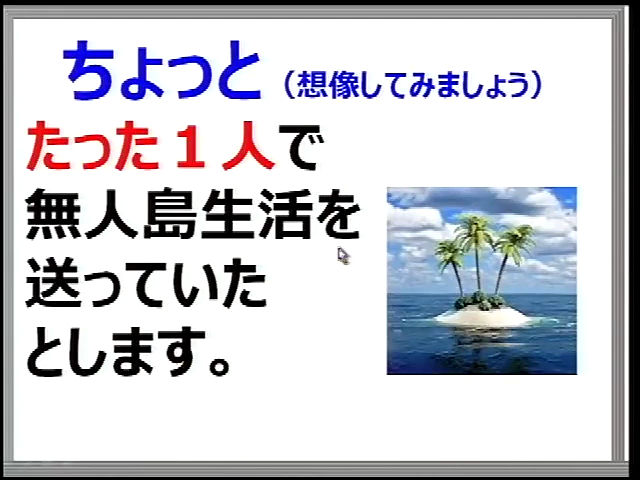 ちょっと（想像してみましょう）
たった１人で
無人島生活を
送っていた
とします。